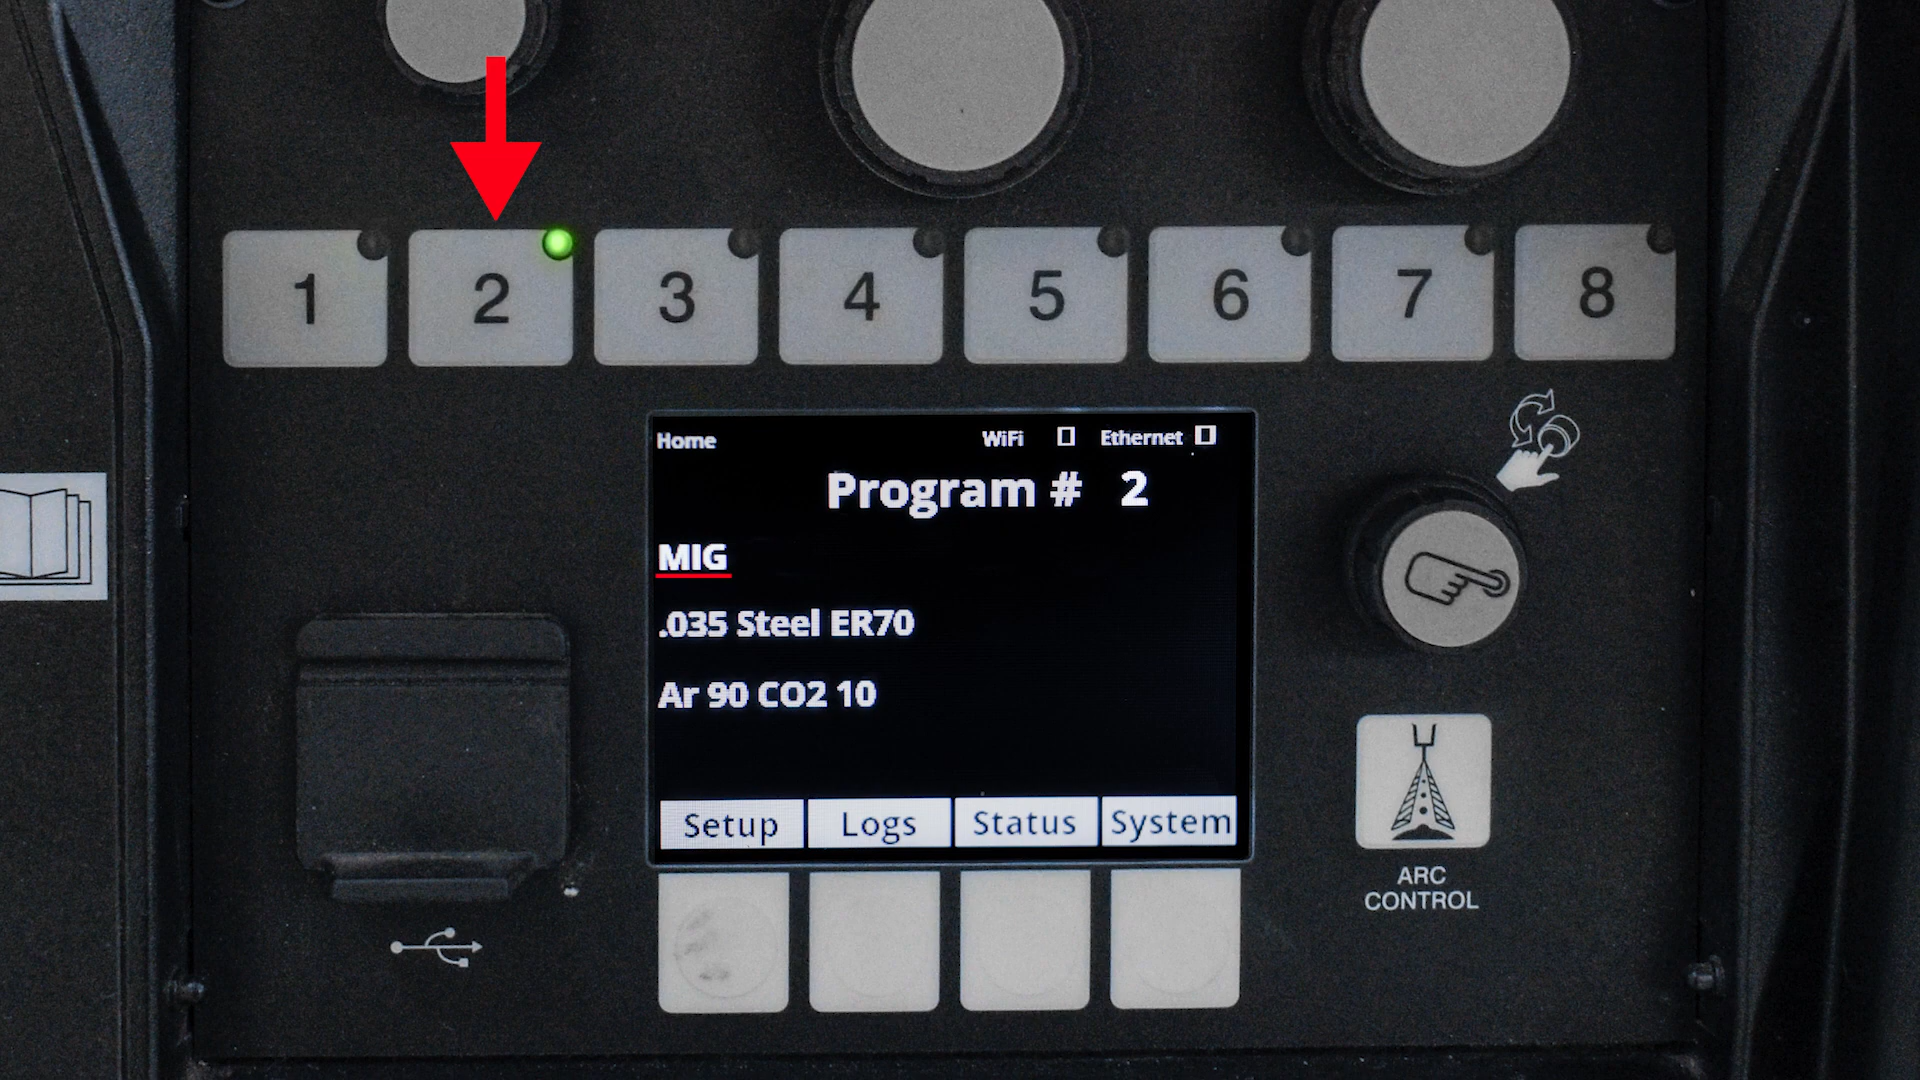 1 2 3 4 5 6 7 8
Home WiFi Ethernet
Program # 2
MIG
.035 Steel ER70
Ar 90 CO2 10
Setup Logs Status System
ARC
CONTROL